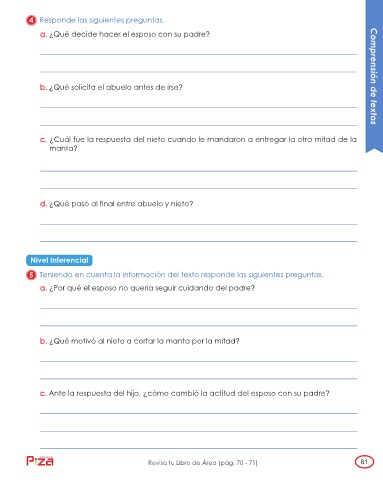 4 Responde las siguientes preguntas.
a. ¿Qué decide hacer el esposo con su padre?
b. ¿Qué solicita el abuelo antes de irse?
c. ¿Cuál fue la respuesta del nieto cuando le mandaron a entregar la otra mitad de la
manta?
d. ¿Qué pasó al final entre abuelo y nieto?
Nivel Inferencial
5 Teniendo en cuenta la información del texto responde las siguientes preguntas.
a. ¿Por qué el esposo no quería seguir cuidando del padre?
b. ¿Qué motivó al nieto a cortar la manta por la mitad?
c. Ante la respuesta del hijo, ¿cómo cambió la actitud del esposo con su padre?
Comprensión de textos
Revisa tu Libro de Área (pág. 70 - 71)
81